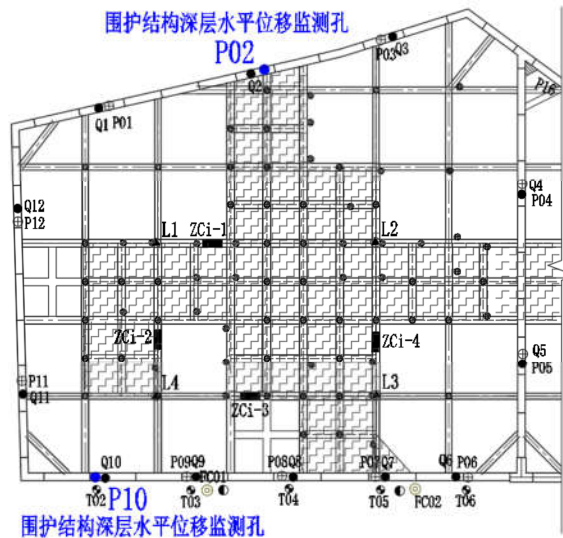 围护结构深层水平位移监测孔
P02
P03
Q3
Q2
Q1 P01
P16
Q12
P12
Q4
P04
L1 ZCi-1
L2
ZCi-2
ZCi-4
Q5
P05
P11
Q11
L4
ZCi-3
L3
Q10
P09Q9
FC01
P08Q8
P07Q7
Q6 P06
T02
P10
T03
T04
T05
FC02
T06
围护结构深层水平位移监测孔